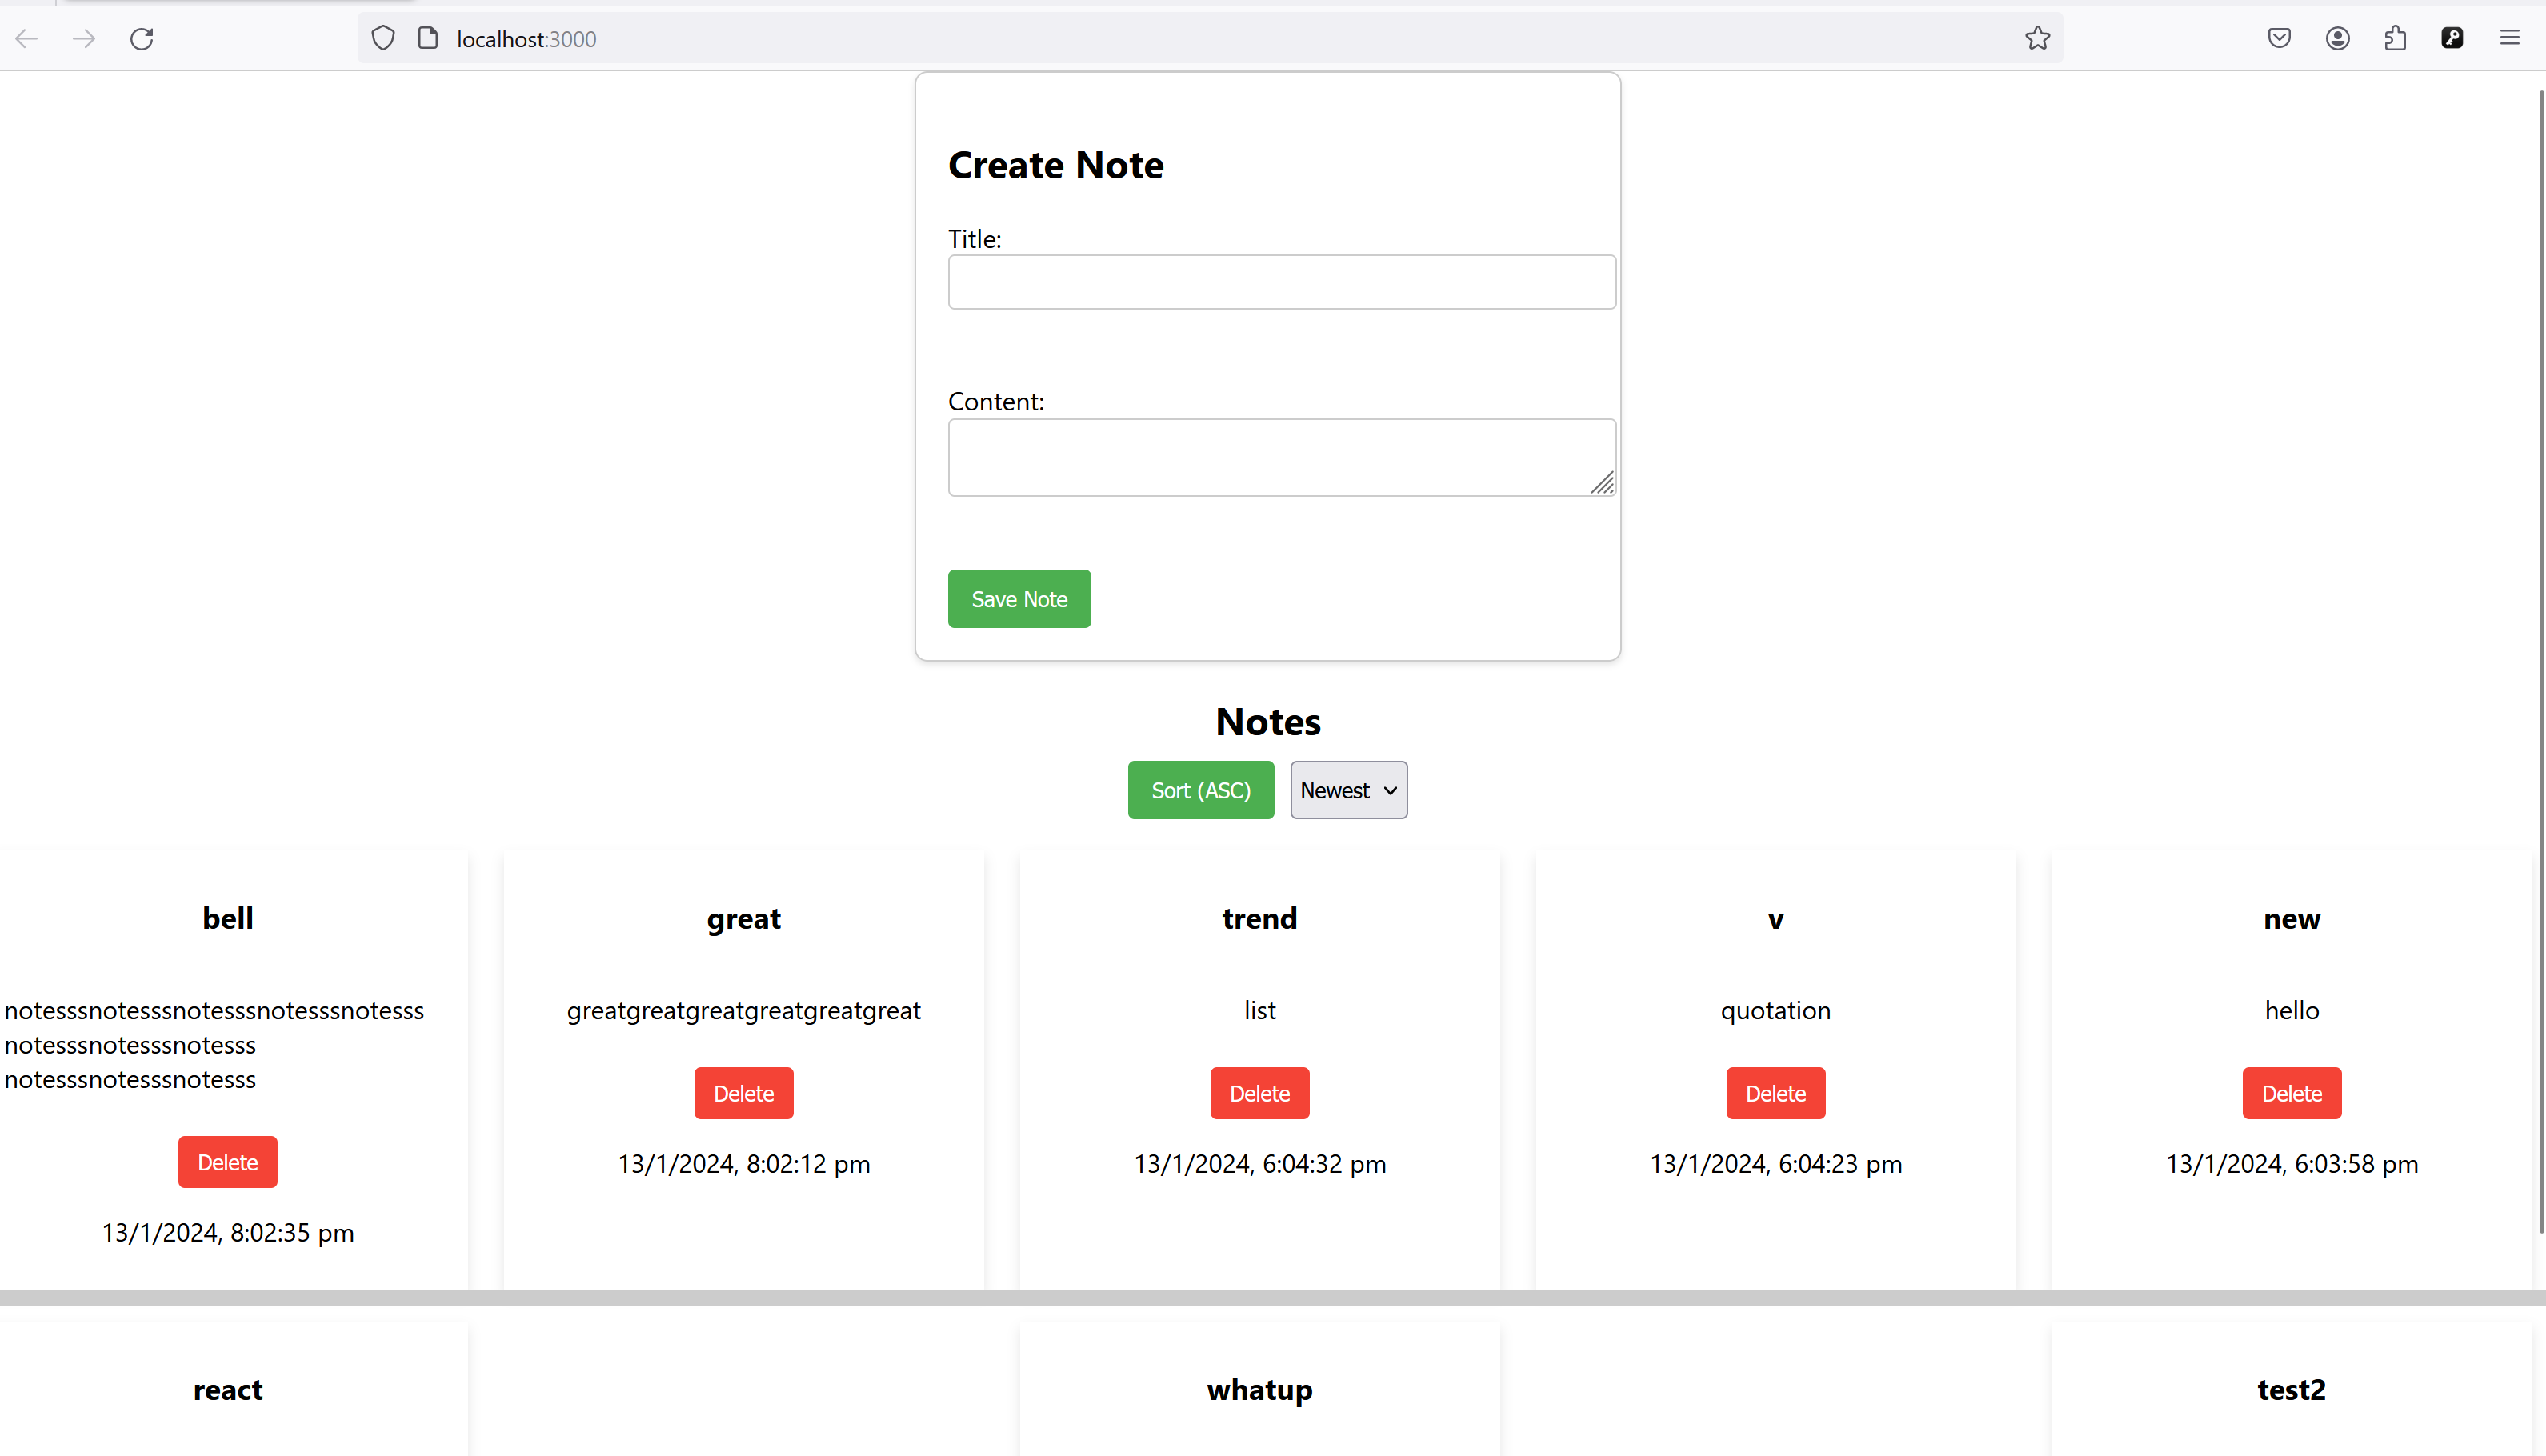 localhost:3000
Create Note
Title:
Content:
Save Note
Notes
Sort (ASC) Newest
bell
notesssnotesssnotesssnotesssnotesss
notesssnotesssnotesss
notesssnotesssnotesss
Delete
13/1/2024, 8:02:35 pm
great
greatgreatgreatgreatgreatgreat
Delete
13/1/2024, 8:02:12 pm
trend
list
Delete
13/1/2024, 6:04:32 pm
v
quotation
Delete
13/1/2024, 6:04:23 pm
new
hello
Delete
13/1/2024, 6:03:58 pm
react
whatup
test2